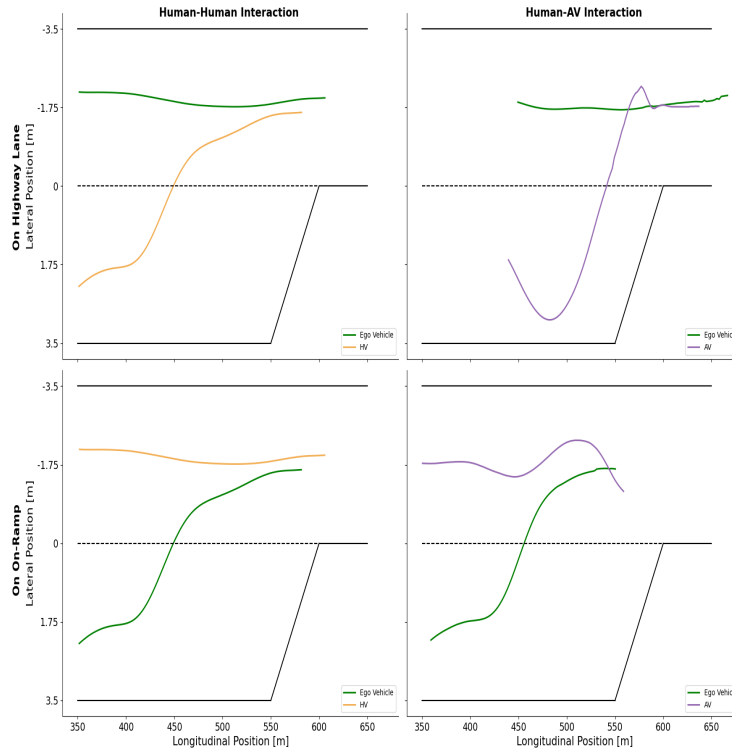 Human-Human Interaction
Human-AV Interaction
On Highway Lane
Lateral Position [m]
-3.5
-1.75
0
1.75
3.5
Ego Vehicle
HV
Ego Vehic
AV
On On-Ramp
Lateral Position [m]
-3.5
-1.75
0
1.75
3.5
Ego Vehicle
HV
Ego Vehic
AV
350 400 450 500 550 600 650
350 400 450 500 550 600 650
Longitudinal Position [m]
Longitudinal Position [m]